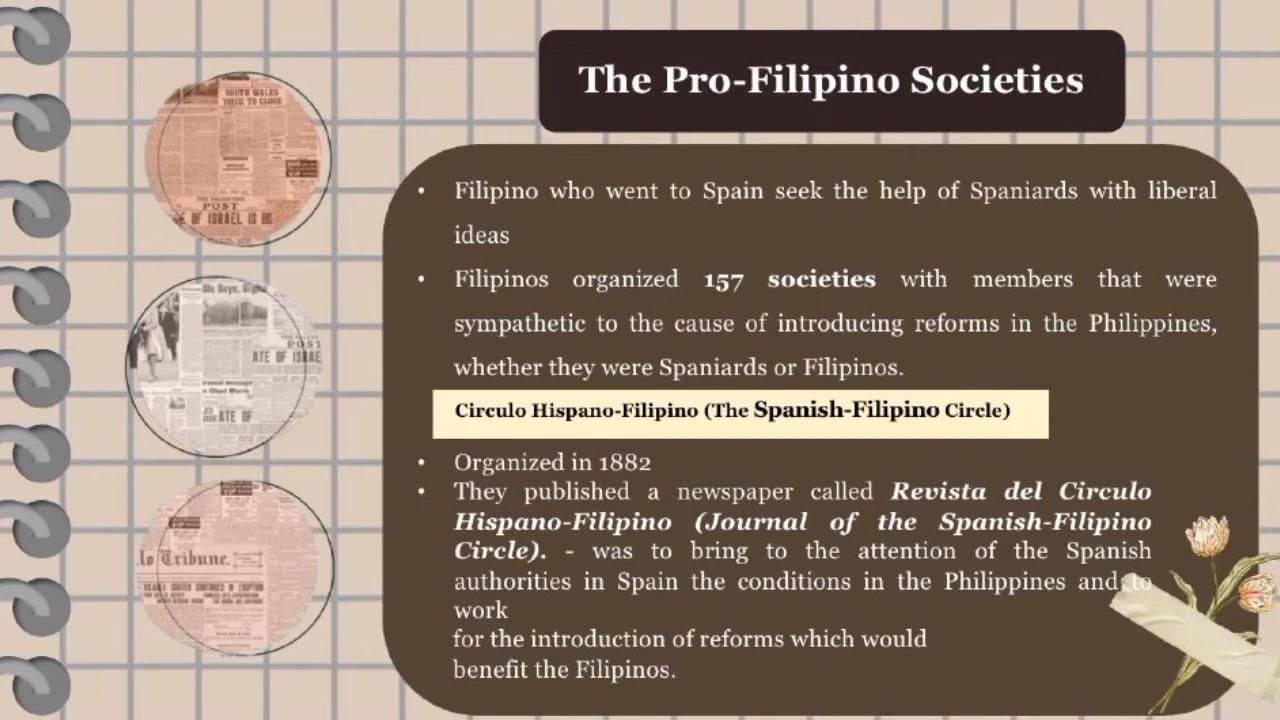 The Pro-Filipino Societies
• Filipino who went to Spain seek the help of Spaniards with liberal
ideas
• Filipinos organized 157 societies with members that were
sympathetic to the cause of introducing reforms in the Philippines,
whether they were Spaniards or Filipinos.
Circulo Hispano-Filipino (The Spanish-Filipino Circle)
• Organized in 1882
• They published a newspaper called Revista del Circulo
Hispano-Filipino (Journal of the Spanish-Filipino
Circle). - was to bring to the attention of the Spanish
authorities in Spain the conditions in the Philippines and to
work
for the introduction of reforms which would
benefit the Filipinos.
SOUTH WALES
VOICE TO CLOSE
POST
OF ISRAEL IS
POST
ATE OF ISRAE
ATE OF
lo Tribune.